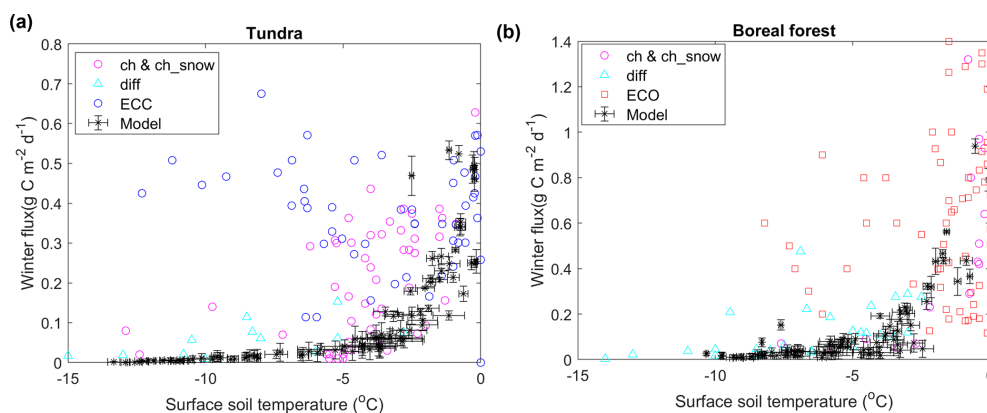 (a)
Tundra
0.8
0.7
0.6
0.5
0.4
0.3
0.2
0.1
0
Winter flux(g C m⁻² d⁻¹)
ch & ch_snow
diff
ECC
Model
-15
-10
-5
0
Surface soil temperature (°C)
(b)
Boreal forest
1.4
1.2
1
0.8
0.6
0.4
0.2
0
Winter flux(g C m⁻² d⁻¹)
ch & ch_snow
diff
ECO
Model
-15
-10
-5
0
Surface soil temperature (°C)